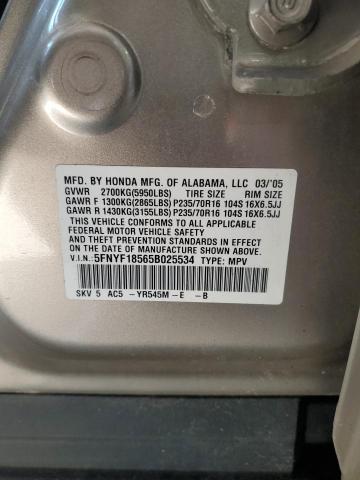 MFD. BY HONDA MFG. OF ALABAMA, LLC 03/'05
GVWR 2700KG(5950LBS) TIRE SIZE RIM SIZE
GAWR F 1300KG(2865LBS) P235/70R16 104S 16X6.5JJ
GAWR R 1430KG(3155LBS) P235/70R16 104S 16X6.5JJ
THIS VEHICLE CONFORMS TO ALL APPLICABLE
FEDERAL MOTOR VEHICLE SAFETY
AND THEFT PREVENTION STANDARDS IN EFFECT
ON THE DATE OF MANUFACTURE SHOWN ABOVE.
V.I.N.: 5FNYF18565B025534 TYPE: MPV
SKV 5 AC5 -YR545M-E -B